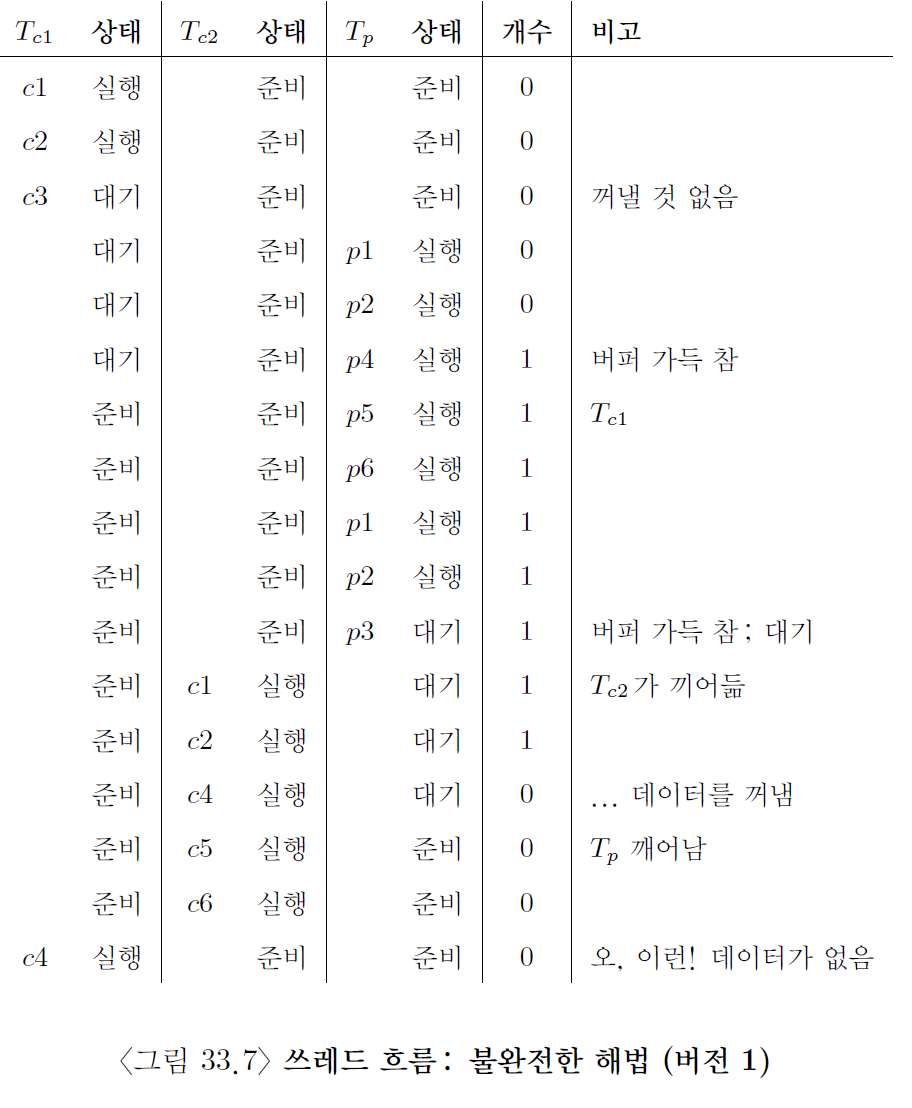 Tc1 상태 Tc2 상태 Tp 상태 개수 비고
c1 실행 준비 준비 0
c2 실행 준비 준비 0
c3 대기 준비 준비 0 꺼낼 것 없음
대기 준비 p1 실행 0
대기 준비 p2 실행 0
대기 준비 p4 실행 1 버퍼 가득 참
준비 준비 p5 실행 1 Tc1
준비 준비 p6 실행 1
준비 준비 p1 실행 1
준비 준비 p2 실행 1
준비 준비 p3 대기 1 버퍼 가득 참; 대기
준비 c1 실행 대기 1 Tc2가 끼어듦
준비 c2 실행 대기 1
준비 c4 실행 대기 0 ... 데이터를 꺼냄
준비 c5 실행 준비 0 Tp 깨어남
준비 c6 실행 준비 0
c4 실행 준비 준비 0 오, 이런! 데이터가 없음
〈그림 33.7〉 쓰레드 흐름: 불완전한 해법 (버전 1)